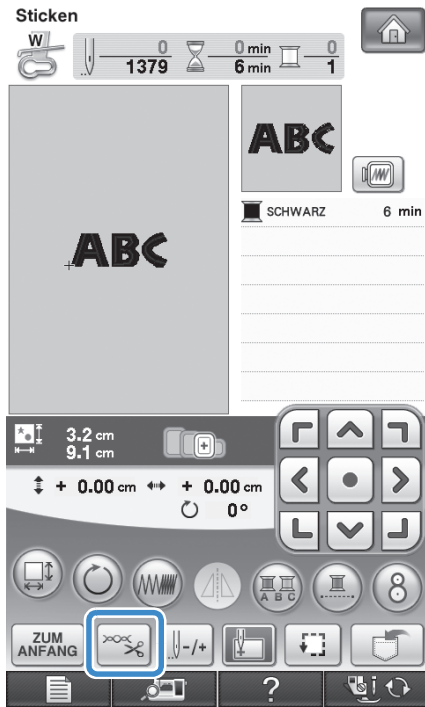 Sticken
W
0 0 min 0
1379 6 min 1
ABC
ABC
SCHWARZ 6 min
3.2 cm
9.1 cm
+ 0.00 cm + 0.00 cm
0°
A B C
8
ZUM
ANFANG
-/+
?